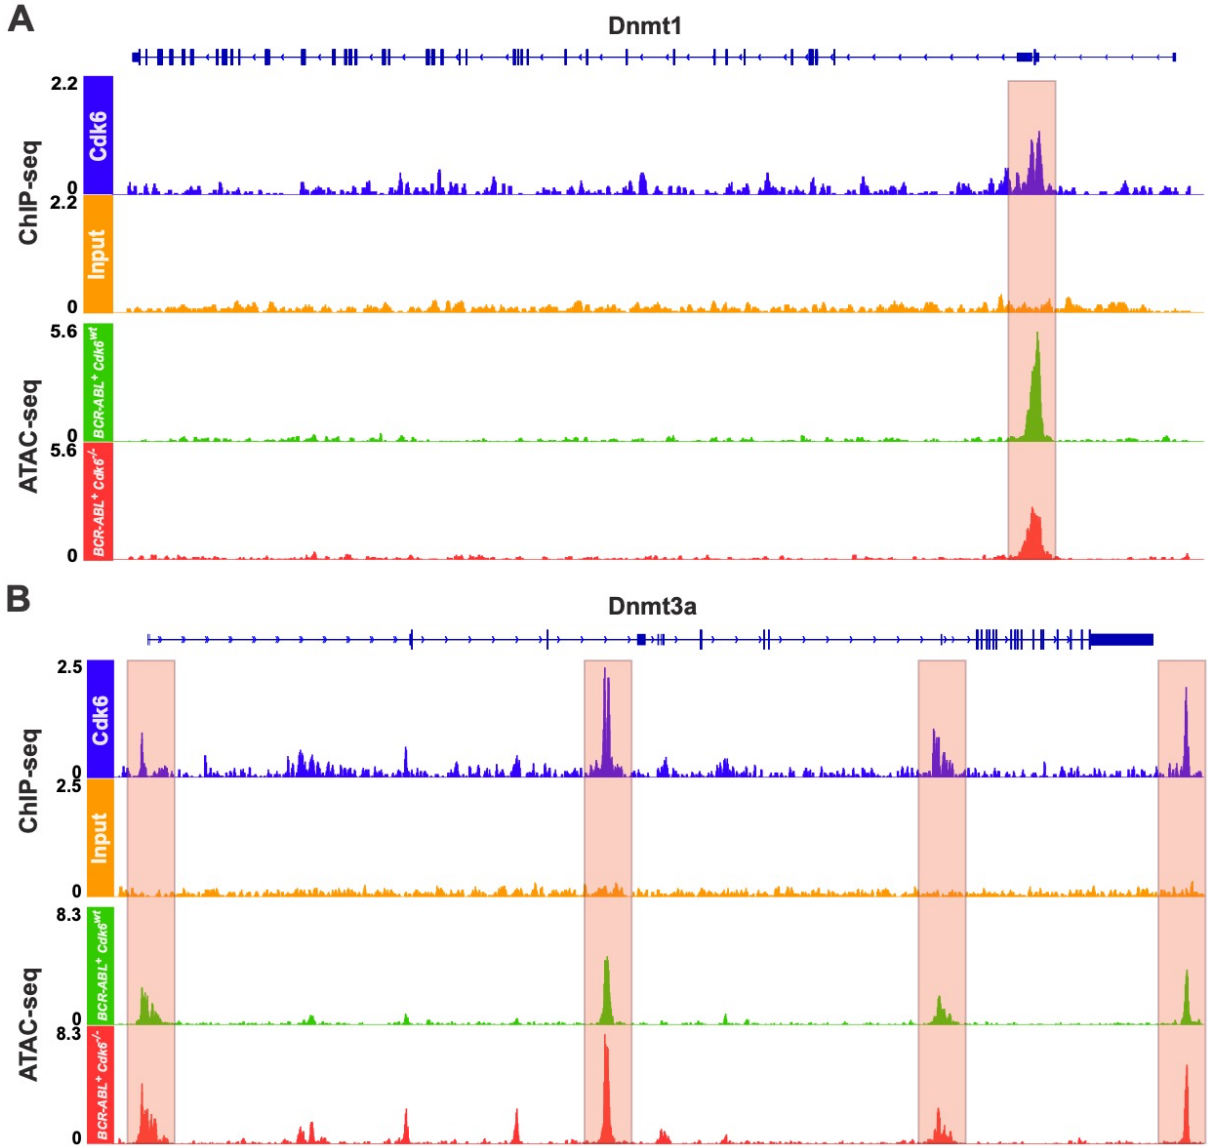 A
Dnmt1
ChIP-seq
Cdk6
2.2
0
Input
2.2
0
ATAC-seq
BCR-ABL⁺ Cdk6ʷᵗ
5.6
0
BCR-ABL⁺ Cdk6⁻/⁻
5.6
0
B
Dnmt3a
ChIP-seq
Cdk6
2.5
0
Input
2.5
0
ATAC-seq
BCR-ABL⁺ Cdk6ʷᵗ
8.3
0
BCR-ABL⁺ Cdk6⁻/⁻
8.3
0